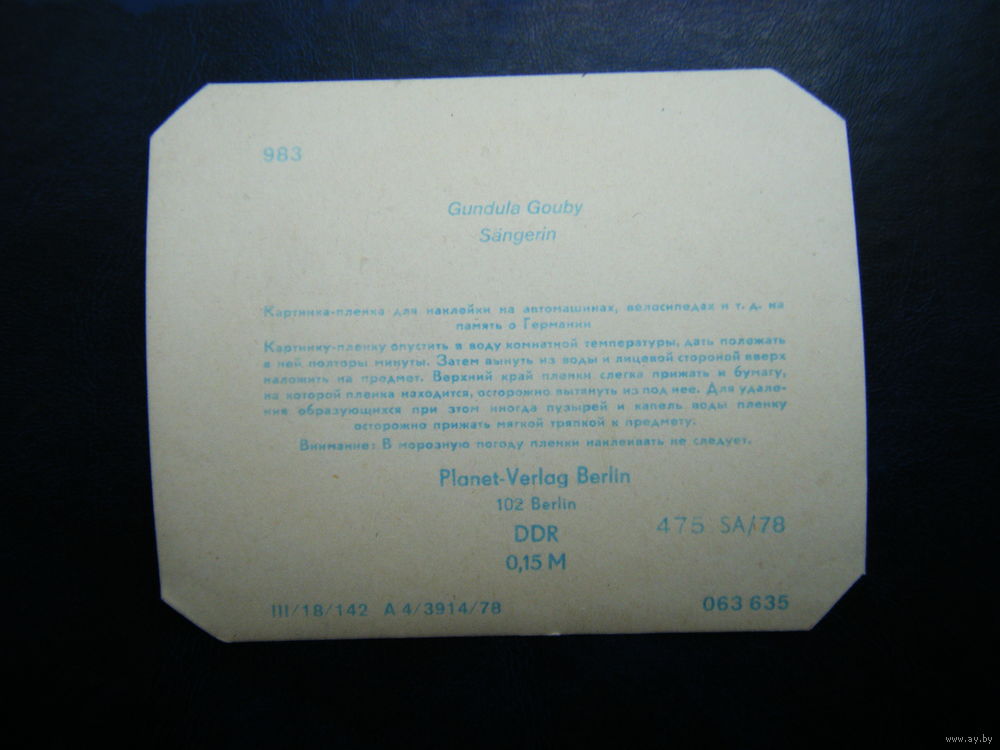 983
Gundula Gouby
Sängerin
Картинка-пленка для наклейки на автомашинах, велосипедах и т. д. на
память о Германии
Картинку-пленку опустить в воду комнатной температуры, дать полежать
в ней полторы минуты. Затем вынуть из воды и лицевой стороной вверх
наложить на предмет. Верхний край пленки слегка прижать и бумагу,
на которой пленка находится, осторожно вытянуть из под нее. Для удале-
ния образующихся при этом иногда пузырей и капель воды пленку
осторожно прижать мягкой тряпкой к предмету.
Внимание: В морозную погоду пленки наклеивать не следует.
Planet-Verlag Berlin
102 Berlin
DDR
475 SA/78
0,15 M
III/18/142 A 4/3914/78
063 635
www.ay.by